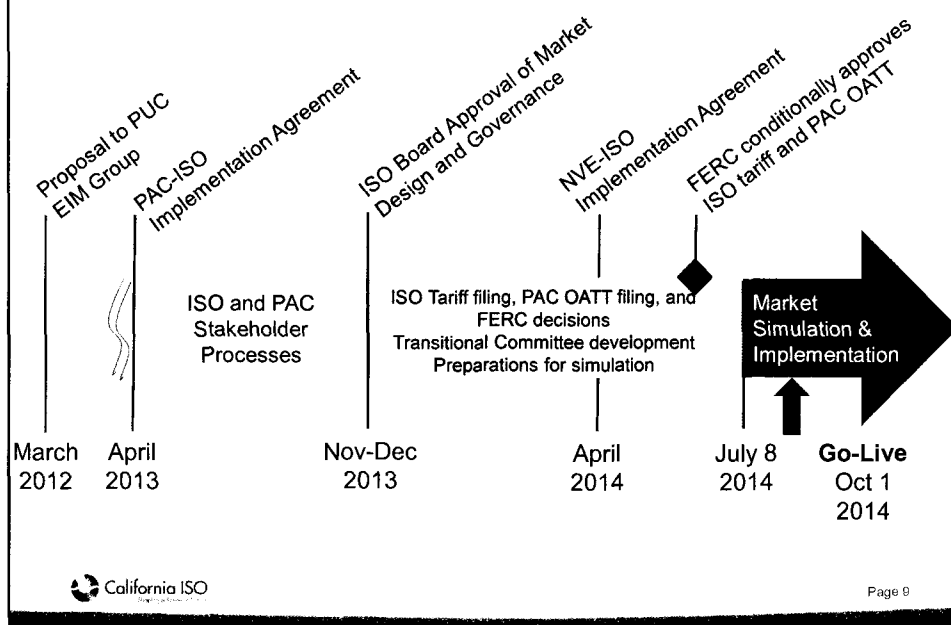 Proposal to PUC
EIM Group
PAC-ISO
Implementation Agreement
ISO Board Approval of Market
Design and Governance
NVE-ISO
Implementation Agreement
FERC conditionally approves
ISO tariff and PAC OATT
ISO and PAC
Stakeholder
Processes
ISO Tariff filing, PAC OATT filing, and
FERC decisions
Transitional Committee development
Preparations for simulation
Market
Simulation &
Implementation
March
2012
April
2013
Nov-Dec
2013
April
2014
July 8
2014
Go-Live
Oct 1
2014
California ISO
Page 9